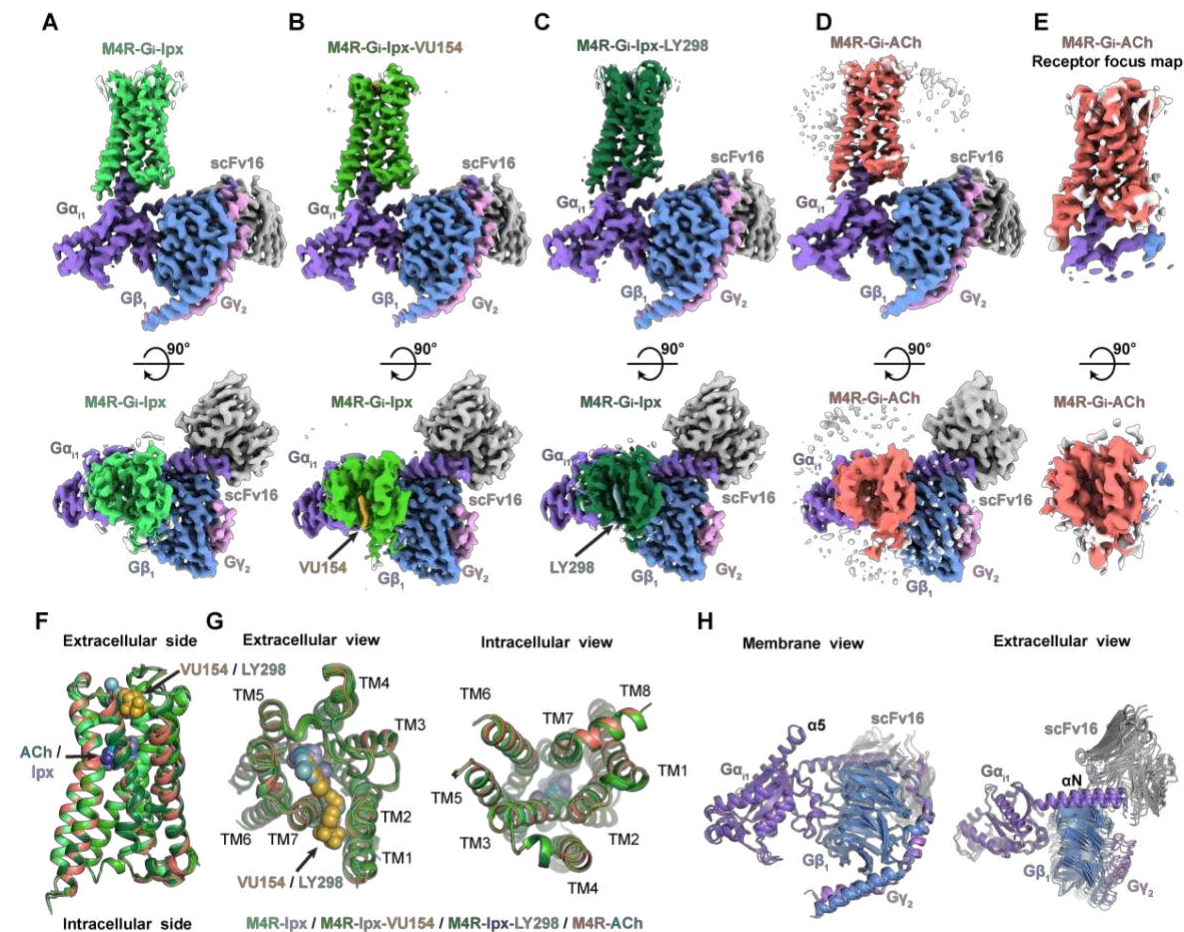 A
B
C
D
E
M4R-Gi-Ipx
M4R-Gi-Ipx-VU154
M4R-Gi-Ipx-LY298
M4R-Gi-ACh
M4R-Gi-ACh
Receptor focus map
scFv16
scFv16
scFv16
scFv16
Gαi1
Gαi1
Gαi1
Gαi1
Gβ1
Gγ2
Gβ1
Gγ2
Gβ1
Gγ2
Gβ1
Gγ2
90°
90°
90°
90°
90°
M4R-Gi-Ipx
M4R-Gi-Ipx
M4R-Gi-Ipx
M4R-Gi-ACh
M4R-Gi-ACh
Gαi1
Gαi1
Gαi1
Gαi1
scFv16
scFv16
scFv16
scFv16
VU154
LY298
Gβ1
Gγ2
Gβ1
Gγ2
Gβ1
Gγ2
Gβ1
Gγ2
F
Extracellular side
VU154 / LY298
ACh /
Ipx
Intracellular side
G
Extracellular view
TM4
TM5
TM3
TM2
TM6
TM7
TM1
VU154 / LY298
Intracellular view
TM6
TM8
TM7
TM5
TM1
TM3
TM2
TM4
M4R-Ipx / M4R-Ipx-VU154 / M4R-Ipx-LY298 / M4R-ACh
H
Membrane view
α5
scFv16
Gαi1
Gβ1
Gγ2
Extracellular view
scFv16
Gαi1
αN
Gβ1
Gγ2